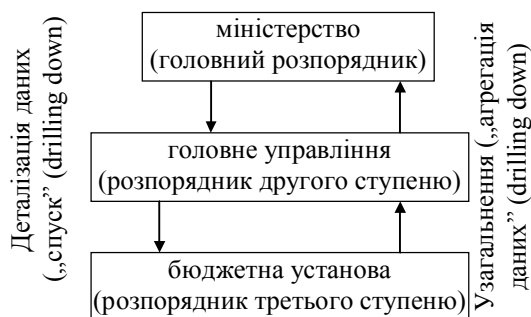 міністерство
(головний розпорядник)
головне управління
(розпорядник другого ступеню)
бюджетна установа
(розпорядник третього ступеню)
Деталізація даних
(„спуск” (drilling down)
Узагальнення („агрегація
даних” (drilling down)